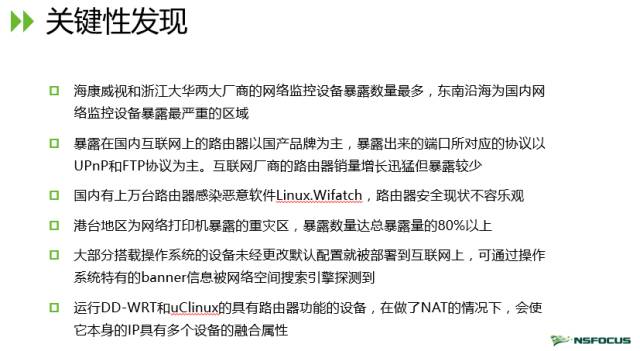 关键性发现
海康威视和浙江大华两大厂商的网络监控设备暴露数量最多，东南沿海为国内网
络监控设备暴露最严重的区域
暴露在国内互联网上的路由器以国产品牌为主，暴露出来的端口所对应的协议以
UPnP和FTP协议为主。互联网厂商的路由器销量增长迅猛但暴露较少
国内有上万台路由器感染恶意软件Linux.Wifatch，路由器安全现状不容乐观
港台地区为网络打印机暴露的重灾区，暴露数量达总暴露量的80%以上
大部分搭载操作系统的设备未经更改默认配置就被部署到互联网上，可通过操作
系统特有的banner信息被网络空间搜索引擎探测到
运行DD-WRT和uClinux的具有路由器功能的设备，在做了NAT的情况下，会使
它本身的IP具有多个设备的融合属性
NSFOCUS